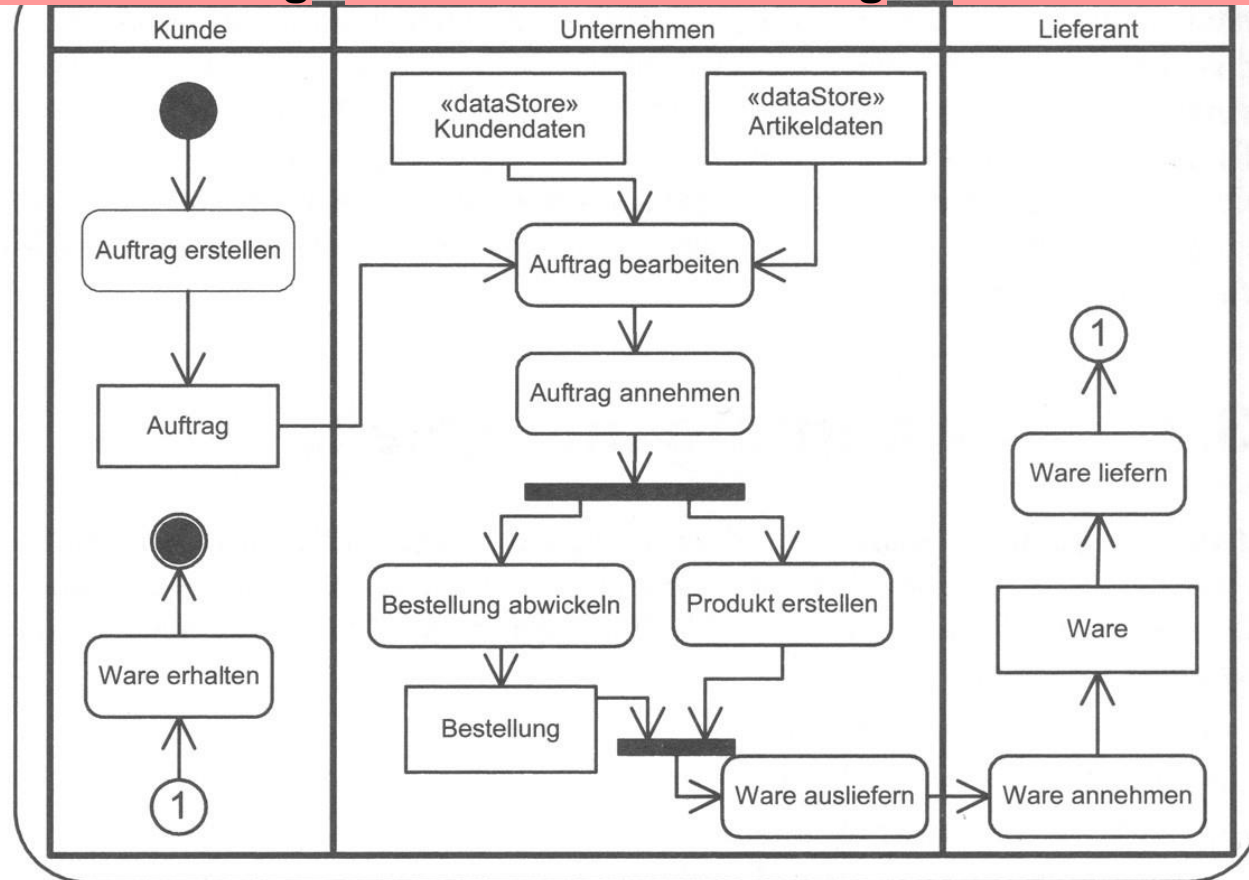 Kunde
Unternehmen
Lieferant
«dataStore»
Kundendaten
«dataStore»
Artikeldaten
Auftrag erstellen
Auftrag bearbeiten
Auftrag
Auftrag annehmen
1
Ware liefern
Bestellung abwickeln
Produkt erstellen
Ware
Ware erhalten
Bestellung
1
Ware ausliefern
Ware annehmen